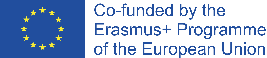 Co-funded by the
Erasmus+ Programme
of the European Union